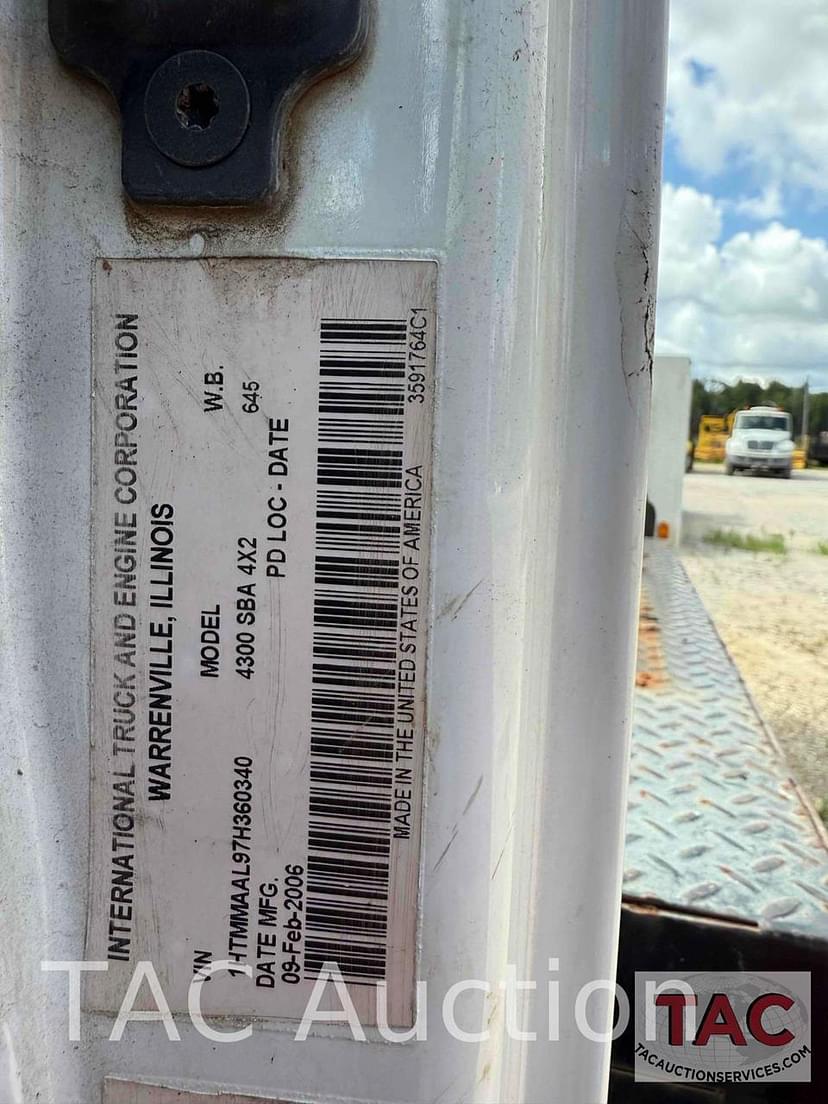 INTERNATIONAL TRUCK AND ENGINE CORPORATION
WARRENVILLE, ILLINOIS
VIN MODEL W.B.
1HTMMAAL97H360340 4300 SBA 4X2 645
DATE MFG. PD LOC - DATE
09-Feb-2006
MADE IN THE UNITED STATES OF AMERICA 3591764C1
TAC Auction
TAC
TACAUCTIONSERVICES.COM